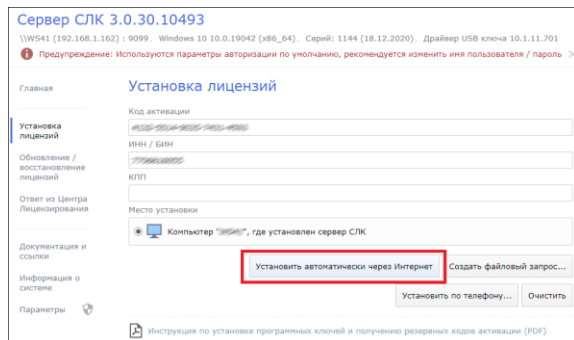 Сервер СЛК 3.0.30.10493
\\WS41 (192.168.1.162) : 9099, Windows 10 10.0.19042 (x86_64), Серий: 1144 (18.12.2020), Драйвер USB ключа 10.1.11.701
Предупреждение: Используются параметры авторизации по умолчанию, рекомендуется изменить имя пользователя / пароль
Главная
Установка
лицензий
Обновление /
восстановление
лицензий
Ответ из Центра
Лицензирования
Документация и
ссылки
Информация о
системе
Параметры
Установка лицензий
Код активации
ИНН / БИН
КПП
Место установки
Компьютер " ", где установлен сервер СЛК
Установить автоматически через Интернет
Создать файловый запрос...
Установить по телефону...
Очистить
Инструкция по установке программных ключей и получению резервных кодов активации (PDF)